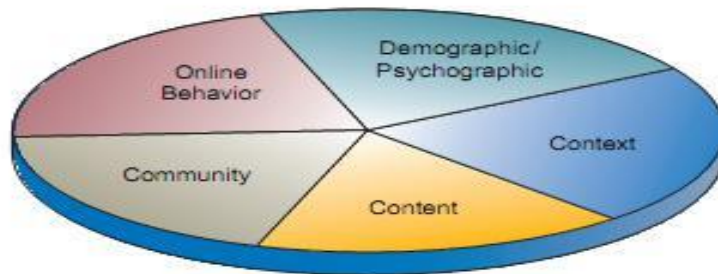 Demographic/
Psychographic
Online
Behavior
Context
Community
Content